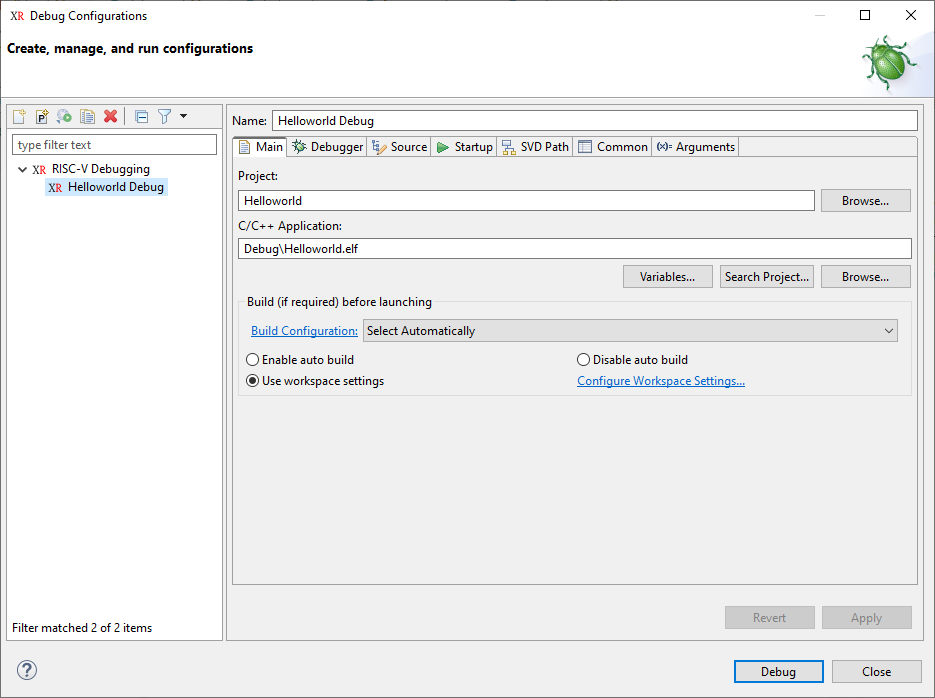 XR Debug Configurations
Create, manage, and run configurations
P
type filter text
XR RISC-V Debugging
XR Helloworld Debug
Filter matched 2 of 2 items
Name: Helloworld Debug
Main Debugger Source Startup SVD Path Common (x)= Arguments
Project:
Helloworld Browse...
C/C++ Application:
Debug\Helloworld.elf
Variables... Search Project... Browse...
Build (if required) before launching
Build Configuration: Select Automatically
Enable auto build Disable auto build
Use workspace settings Configure Workspace Settings...
Revert Apply
? Debug Close